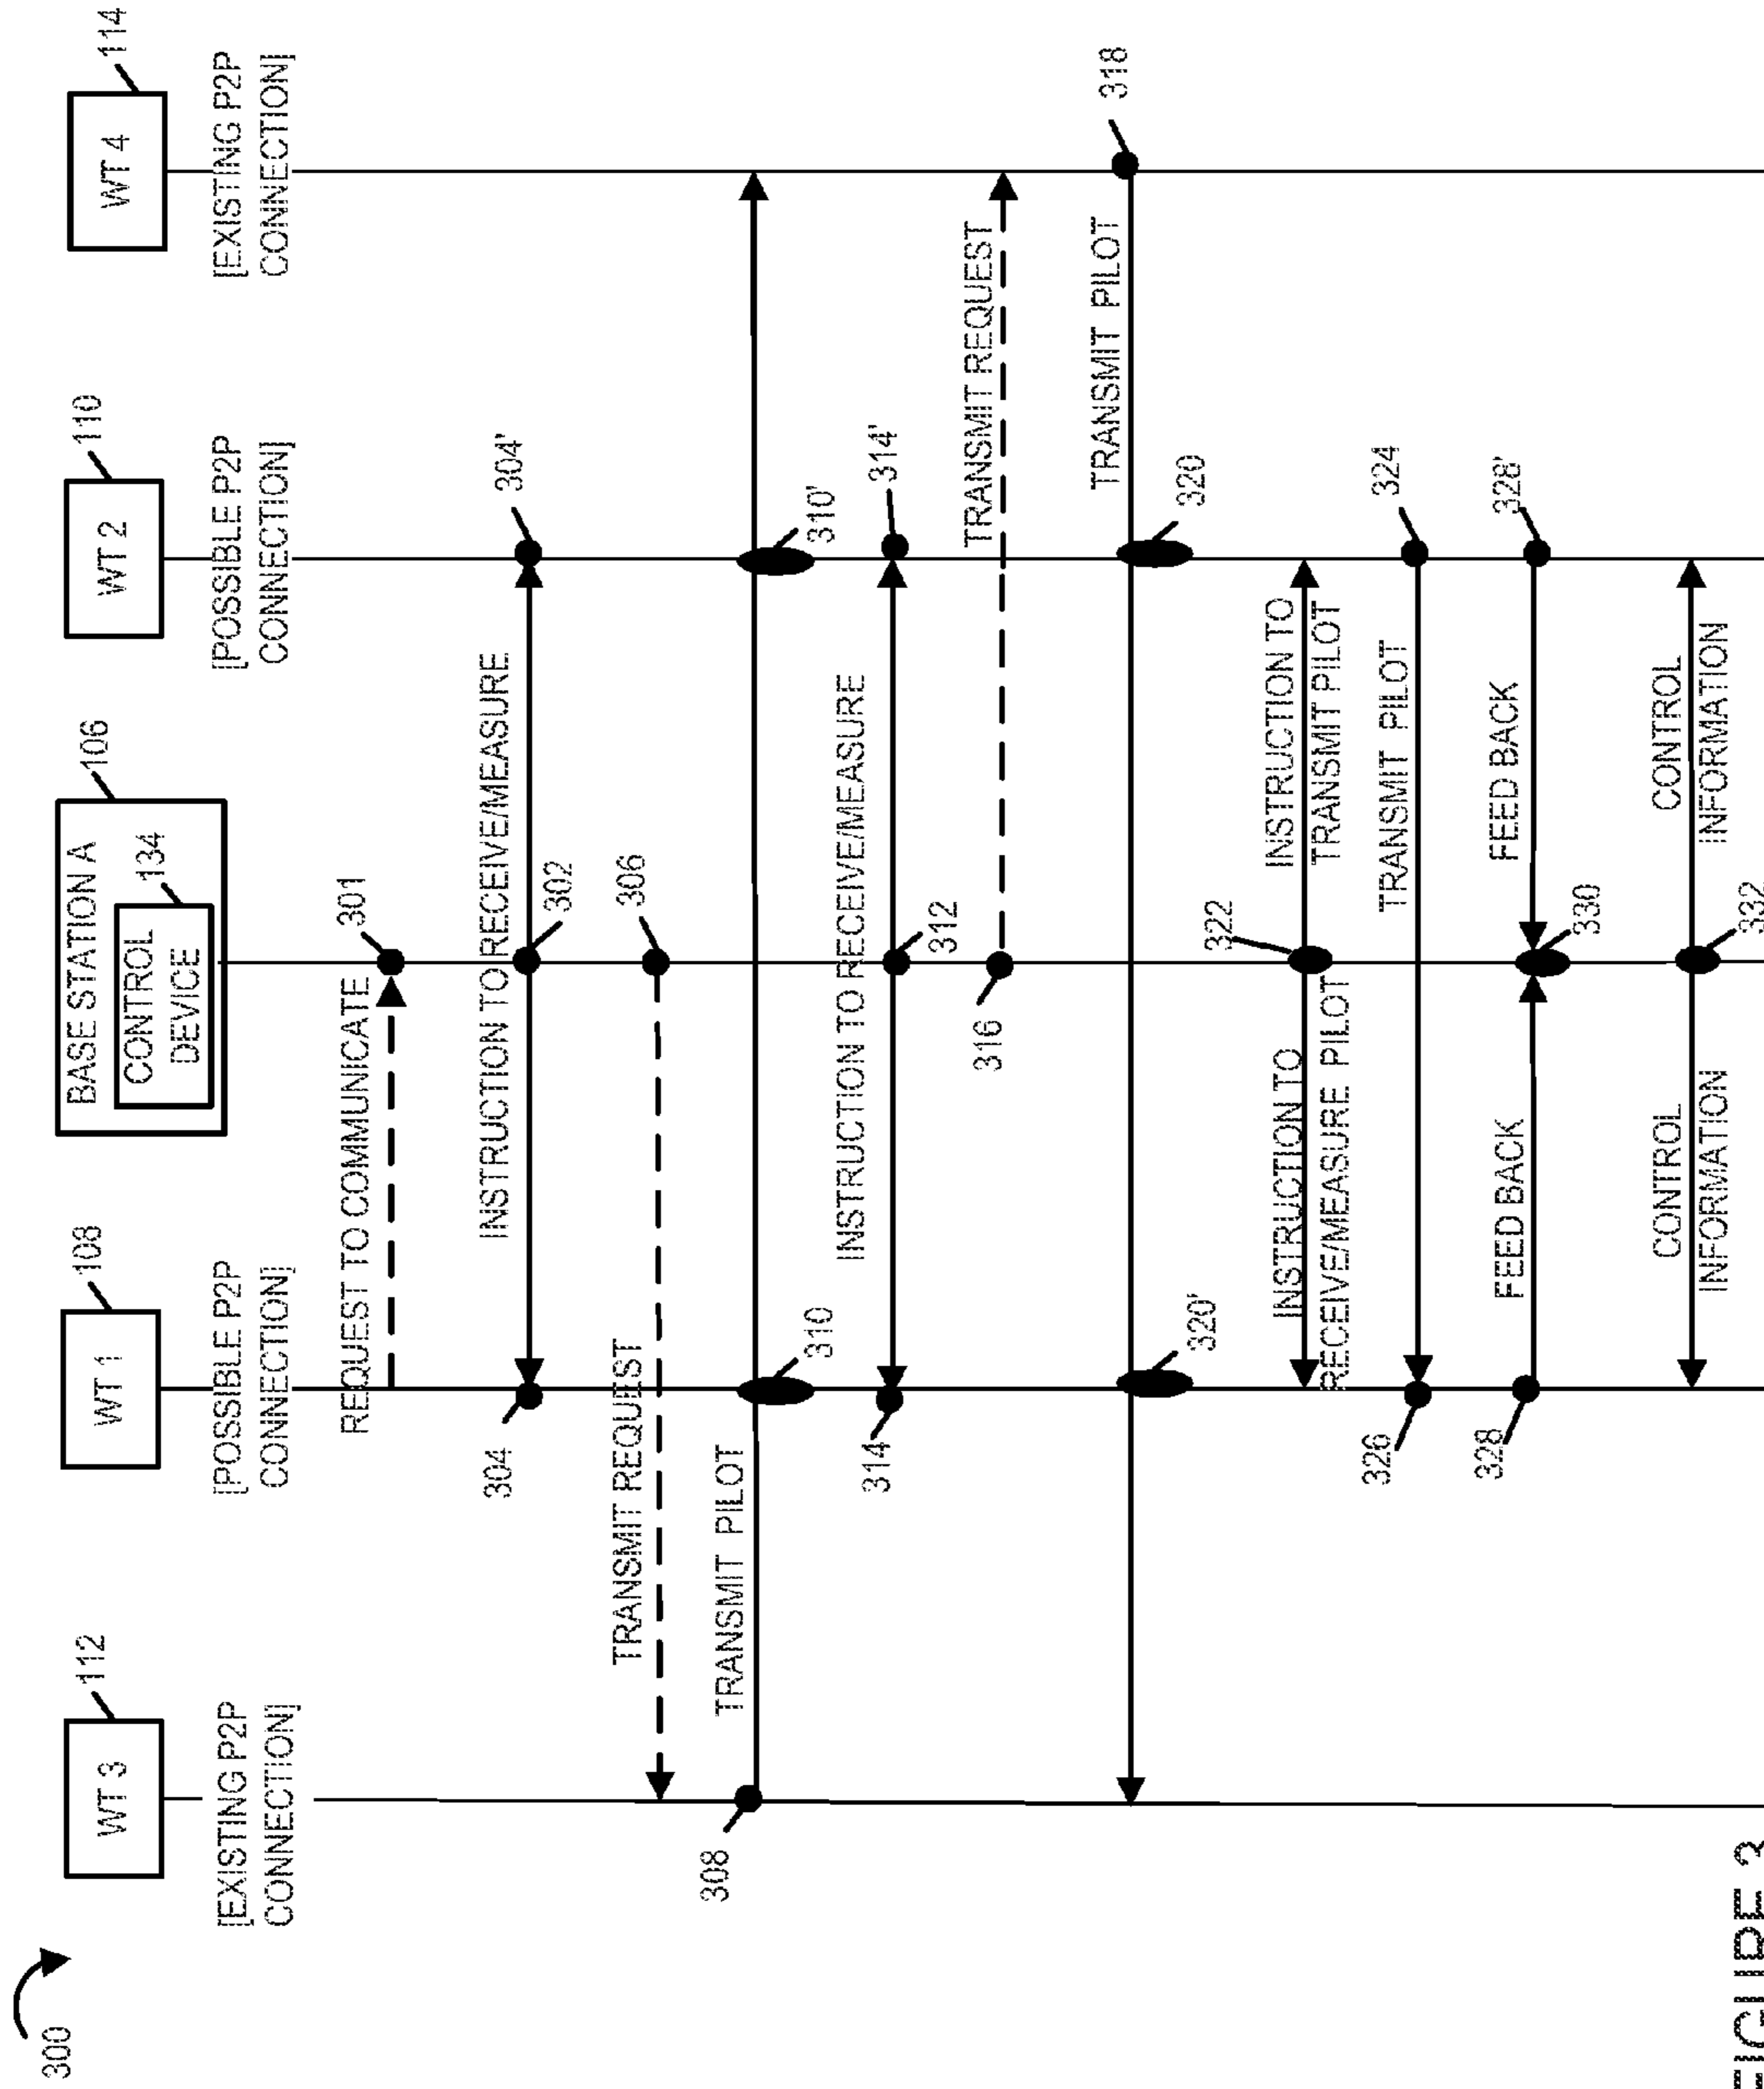 300
WT 3
112
[EXISTING P2P
CONNECTION]
WT 1
108
[POSSIBLE P2P
CONNECTION]
BASE STATION A
106
CONTROL
DEVICE
134
WT 2
110
[POSSIBLE P2P
CONNECTION]
WT 4
114
[EXISTING P2P
CONNECTION]
REQUEST TO COMMUNICATE
301
304
INSTRUCTION TO RECEIVE/MEASURE
302
304'
TRANSMIT REQUEST
306
308
TRANSMIT PILOT
310
310'
314
INSTRUCTION TO RECEIVE/MEASURE
312
314'
316
TRANSMIT REQUEST
320'
320
TRANSMIT PILOT
318
INSTRUCTION TO
RECEIVE/MEASURE PILOT
322
INSTRUCTION TO
TRANSMIT PILOT
326
TRANSMIT PILOT
324
328
FEED BACK
330
FEED BACK
328'
CONTROL
INFORMATION
332
CONTROL
INFORMATION
FIGURE 3